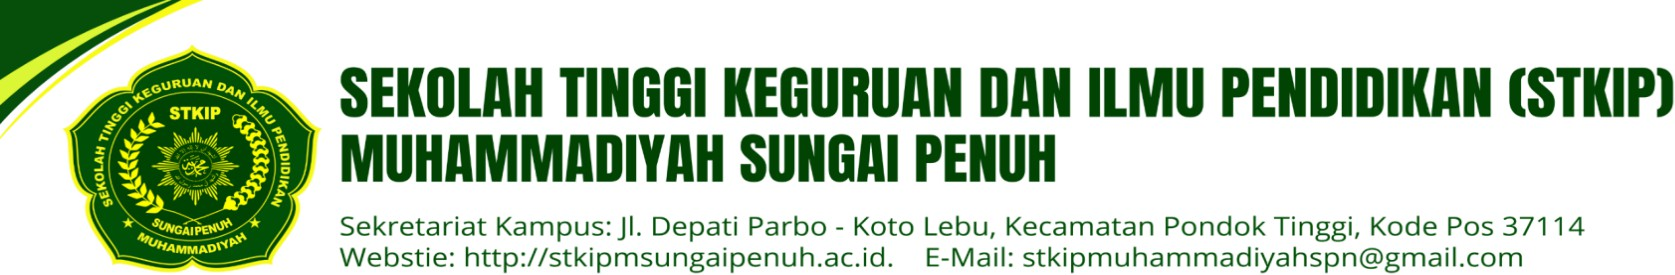 SEKOLAH TINGGI KEGURUAN DAN ILMU PENDIDIKAN
STKIP
SUNGAI PENUH
MUHAMMADIYAH
SEKOLAH TINGGI KEGURUAN DAN ILMU PENDIDIKAN (STKIP)
MUHAMMADIYAH SUNGAI PENUH
Sekretariat Kampus: Jl. Depati Parbo - Koto Lebu, Kecamatan Pondok Tinggi, Kode Pos 37114
Webstie: http://stkipmsungaipenuh.ac.id. E-Mail: stkipmuhammadiyahspn@gmail.com